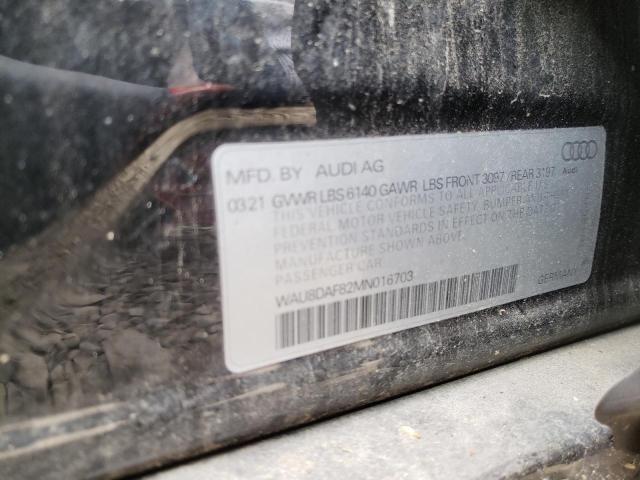 MFD. BY AUDI AG
03.21 GVWR LBS 6140 GAWR LBS FRONT 3097 / REAR 3197
Audi
THIS VEHICLE CONFORMS TO ALL APPLICABLE
FEDERAL MOTOR VEHICLE SAFETY, BUMPER
PREVENTION STANDARDS IN EFFECT ON THE DATE OF
MANUFACTURE SHOWN ABOVE.
PASSENGER CAR
WAU8DAF82MN016703
GERMANY